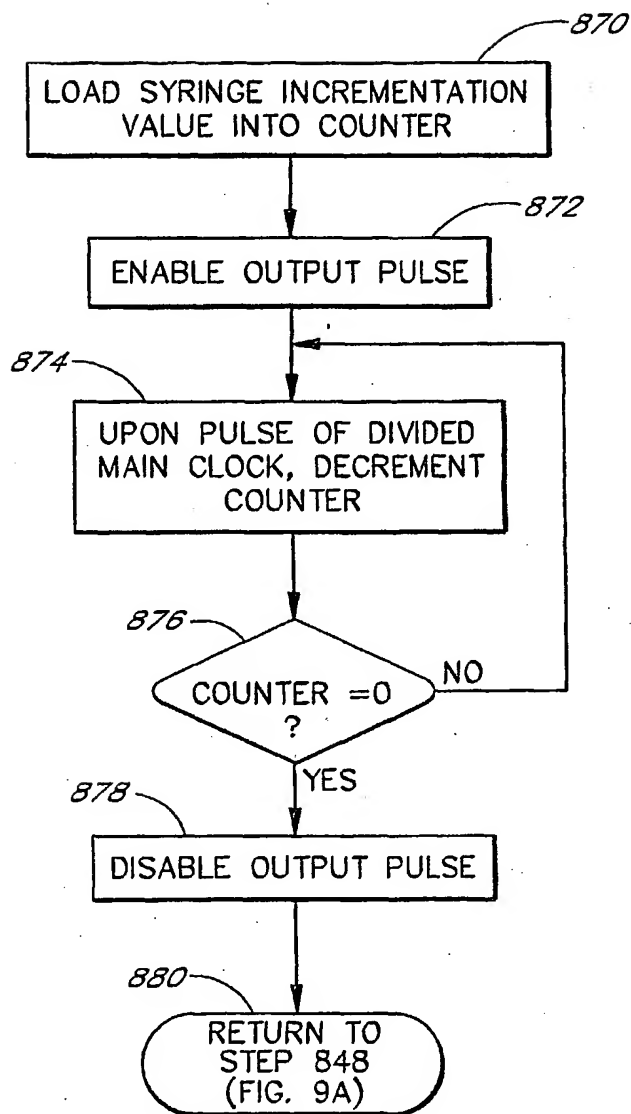 870
LOAD SYRINGE INCREMENTATION
VALUE INTO COUNTER
872
ENABLE OUTPUT PULSE
874
UPON PULSE OF DIVIDED
MAIN CLOCK, DECREMENT
COUNTER
876
COUNTER =0
?
NO
YES
878
DISABLE OUTPUT PULSE
880
RETURN TO
STEP 848
(FIG. 9A)